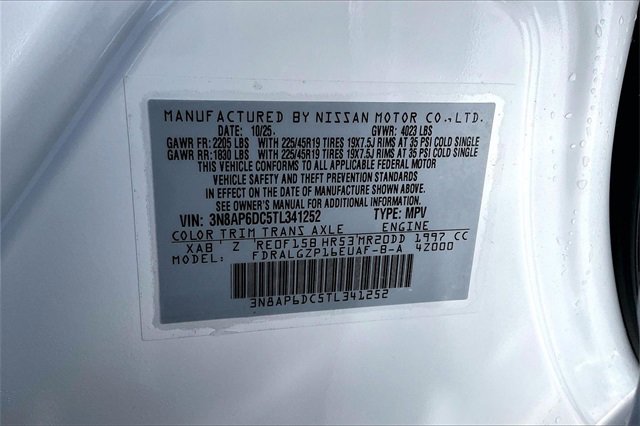 MANUFACTURED BY NISSAN MOTOR CO., LTD.
DATE: 10/25. GVWR: 4023 LBS
GAWR FR: 2205 LBS WITH 225/45R19 TIRES 19X7.5J RIMS AT 35 PSI COLD SINGLE
GAWR RR: 1830 LBS WITH 225/45R19 TIRES 19X7.5J RIMS AT 35 PSI COLD SINGLE
THIS VEHICLE CONFORMS TO ALL APPLICABLE FEDERAL MOTOR
VEHICLE SAFETY AND THEFT PREVENTION STANDARDS
IN EFFECT ON THE DATE OF MANUFACTURE SHOWN ABOVE.
SEE OWNER'S MANUAL FOR ADDITIONAL INFORMATION
VIN: 3N8AP6DC5TL341252 TYPE: MPV
COLOR TRIM TRANS AXLE ENGINE
XAB' Z RE0F15B HR53 MR20DD 1997 CC
MODEL: FDRALGZP16EUAF-B-A 4Z000
3N8AP6DC5TL341252